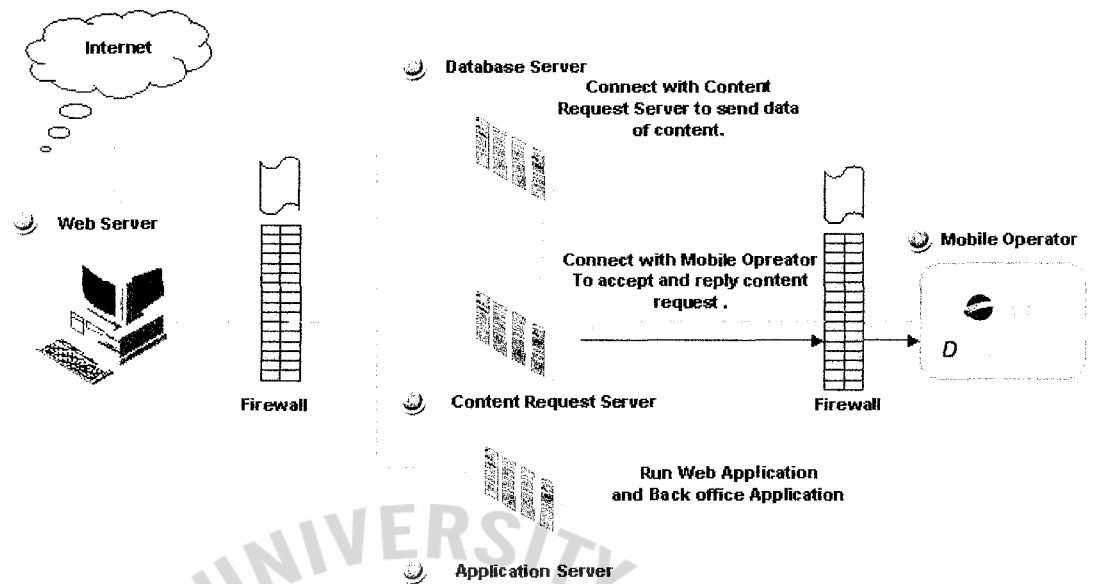 Internet
Database Server
Connect with Content
Request Server to send data
of content.
Web Server
Mobile Operator
Connect with Mobile Opreator
To accept and reply content
request .
D
Firewall
Content Request Server
Firewall
Run Web Application
and Back office Application
UNIVERSITY
Application Server